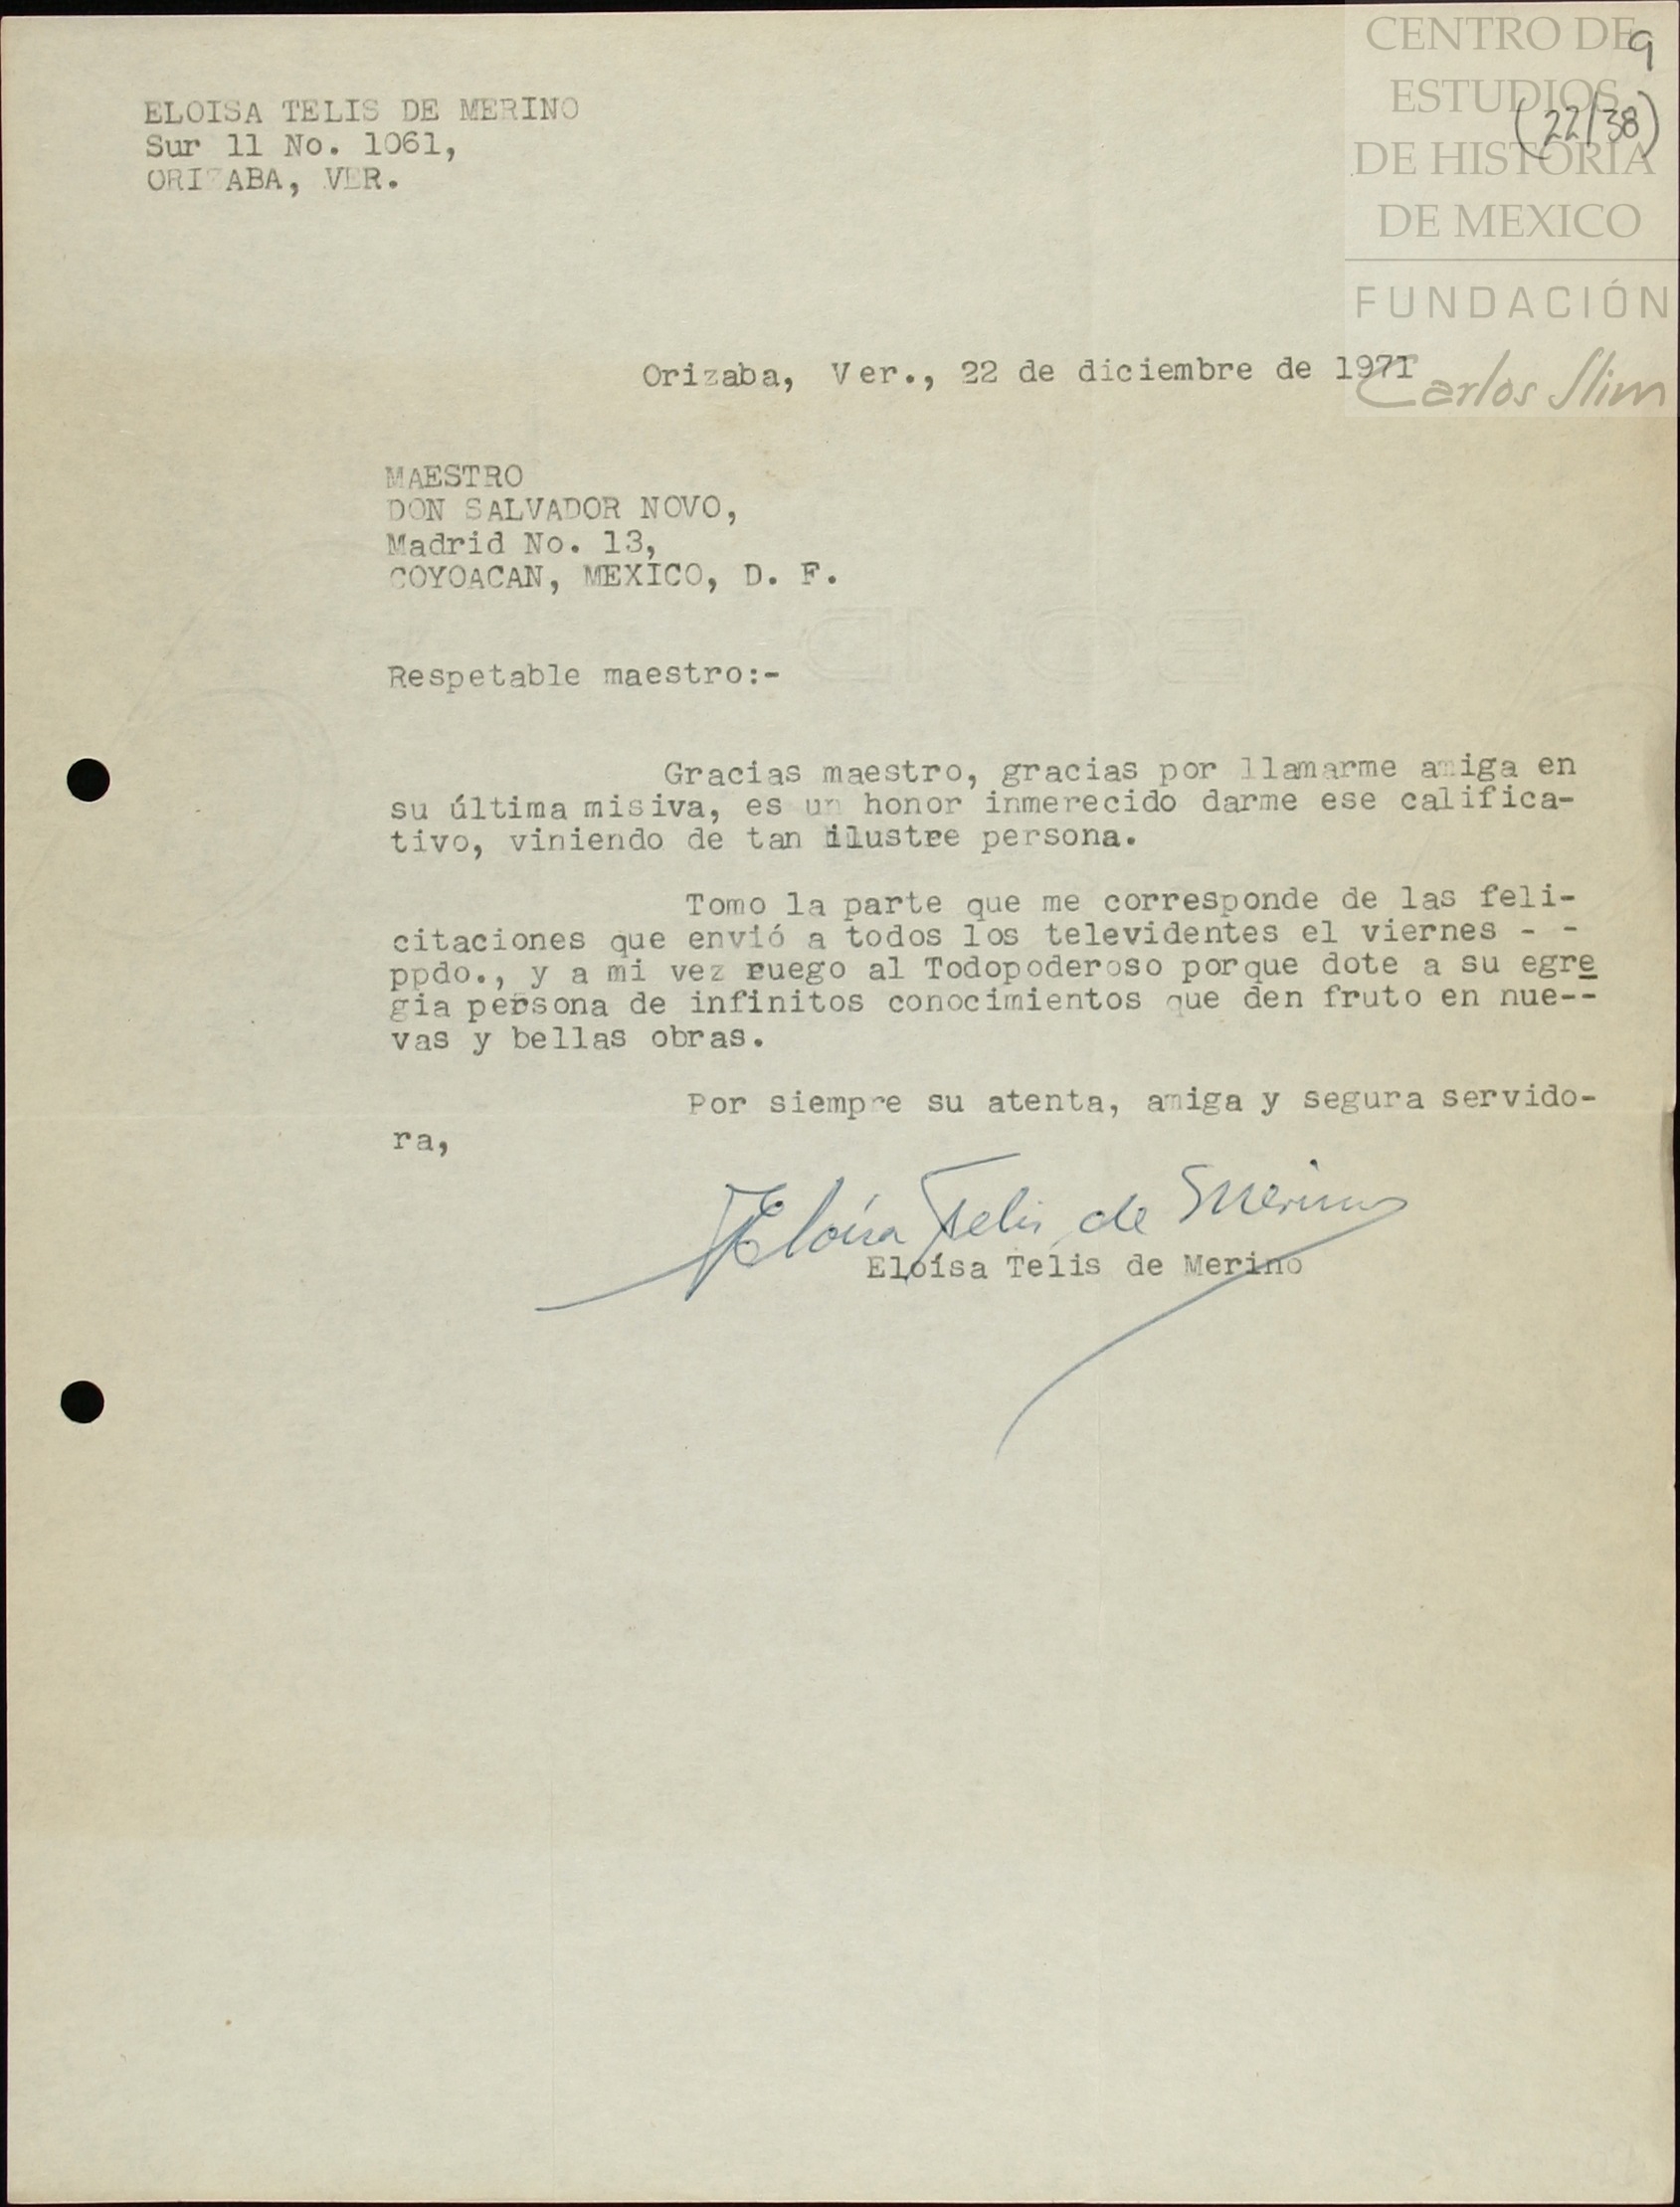 CENTRO DE
ESTUDIOS
DE HISTORIA
DE MEXICO
FUNDACIÓN
Carlos Slim
9
(22/38)
ELOISA TELIS DE MERINO
Sur 11 No. 1061,
ORIZABA, VER.
Orizaba, Ver., 22 de diciembre de 1971
MAESTRO
DON SALVADOR NOVO,
Madrid No. 13,
COYOACAN, MEXICO, D. F.
BOND
Respetable maestro:-
Gracias maestro, gracias por llamarme amiga en
su última misiva, es un honor inmerecido darme ese califica-
tivo, viniendo de tan ilustre persona.
Tomo la parte que me corresponde de las feli-
citaciones que envió a todos los televidentes el viernes - -
ppdo., y a mi vez ruego al Todopoderoso porque dote a su egre
gia persona de infinitos conocimientos que den fruto en nue--
vas y bellas obras.
Por siempre su atenta, amiga y segura servido-
ra,
Eloísa Telis de Merino
Eloísa Telis de Merino